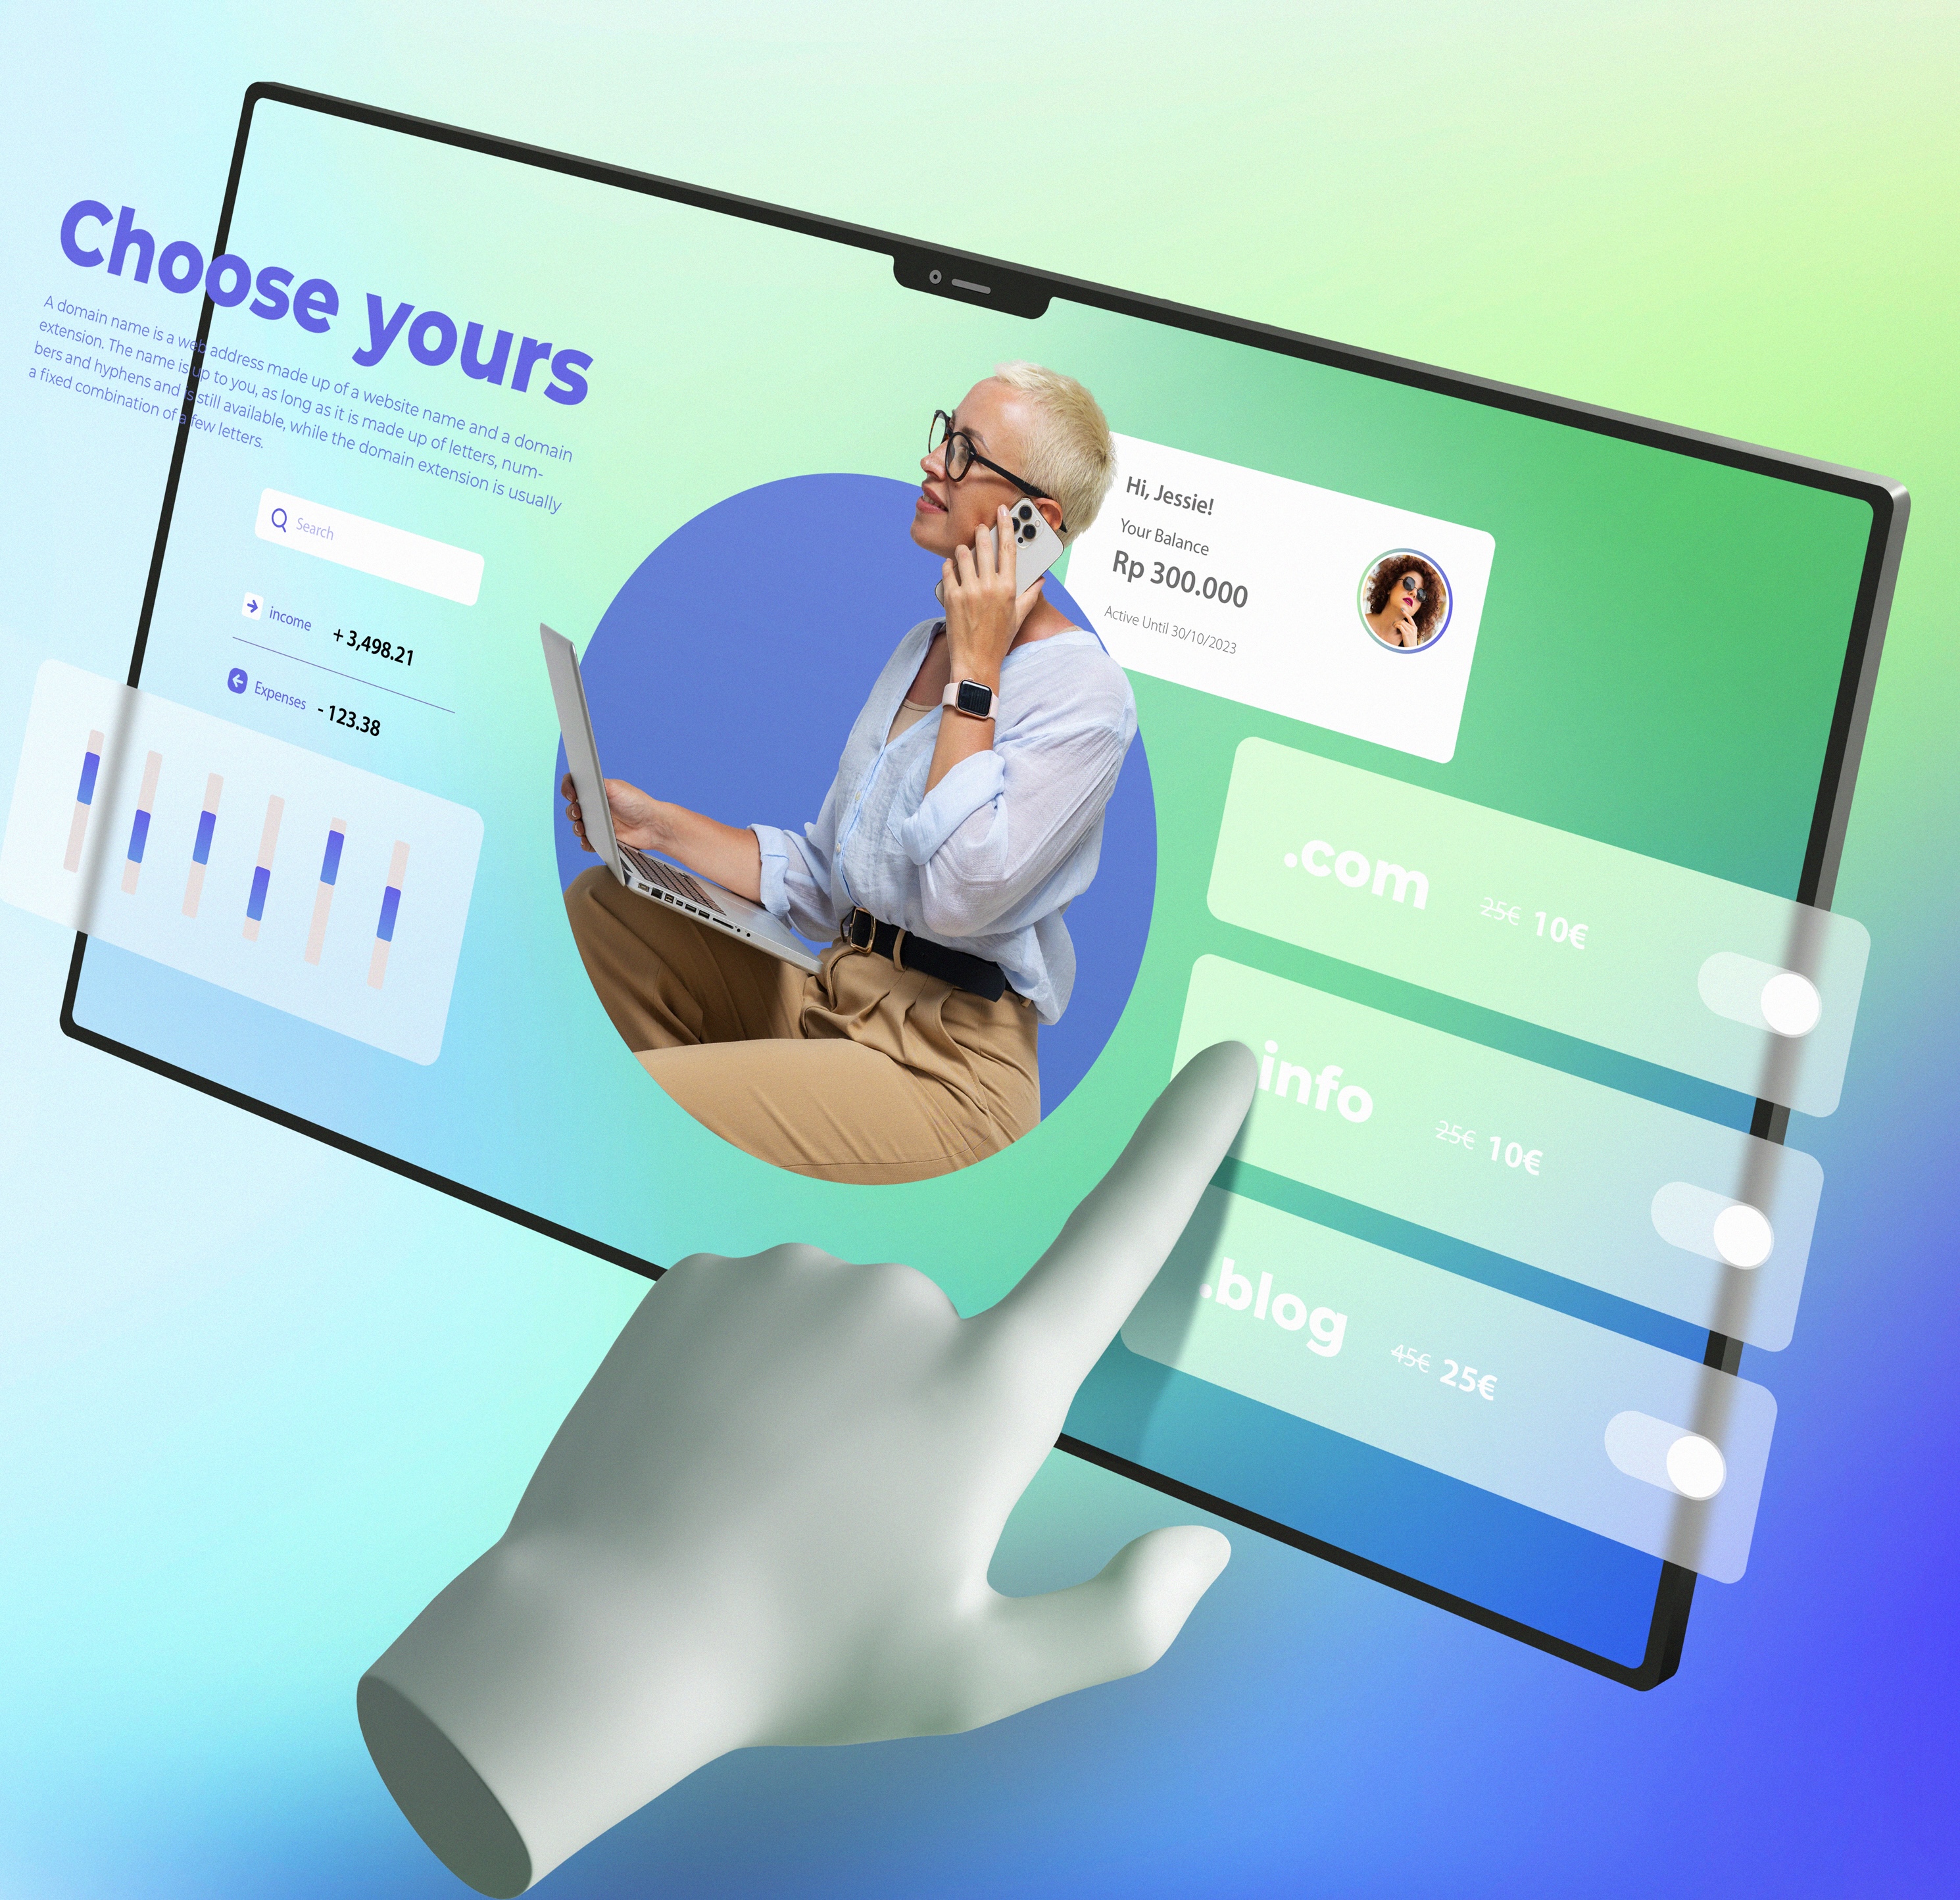 Choose yours
A domain name is a web address made up of a website name and a domain
extension. The name is up to you, as long as it is made up of letters, num-
bers and hyphens and is still available, while the domain extension is usually
a fixed combination of a few letters.
Search
income + 3,498.21
Expenses - 123.38
Hi, Jessie!
Your Balance
Rp 300.000
Active Until 30/10/2023
.com 25€ 10€
info 25€ 10€
.blog 45€ 25€